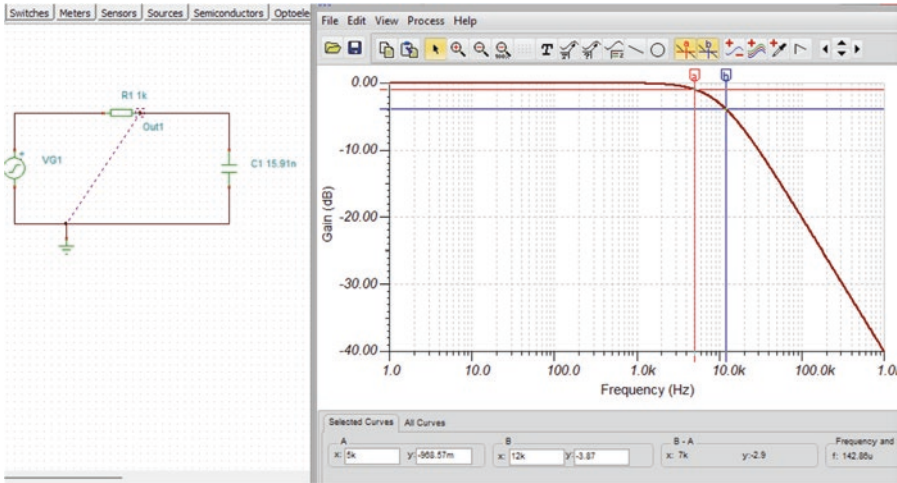 Switches Meters Sensors Sources Semiconductors Optoele
File Edit View Process Help
T
a b
R1 1k
Out1
VG1
C1 15.91n
Gain (dB)
0.00
-10.00
-20.00
-30.00
-40.00
1.0 10.0 100.0 1.0k 10.0k 100.0k 1.0
Frequency (Hz)
Selected Curves All Curves
A B B - A Frequency and
x: 5k y: -968.57m x: 12k y: -3.87 x: 7k y: -2.9 f: 142.86u